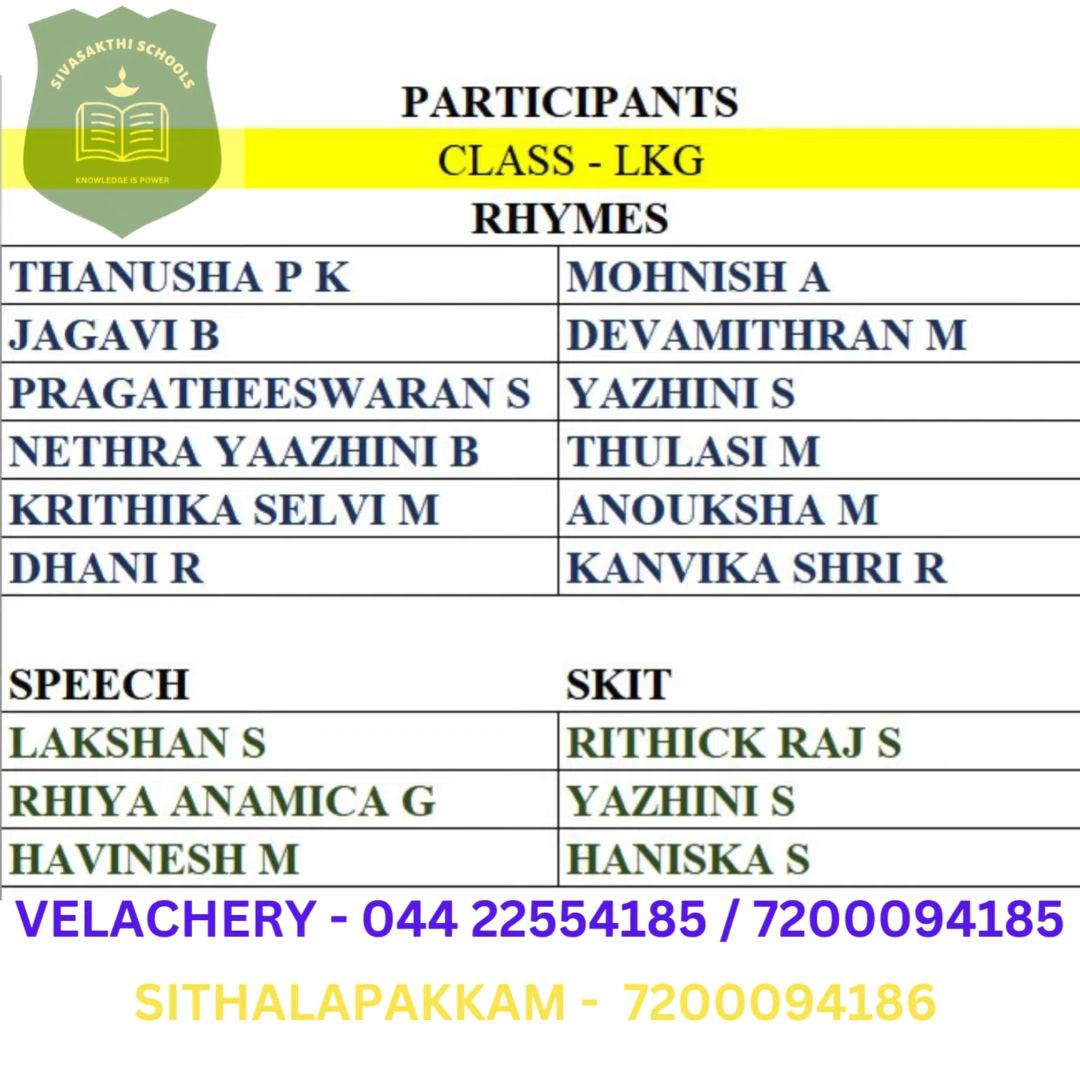 SIVASAKTHI SCHOOLS
KNOWLEDGE IS POWER
PARTICIPANTS
CLASS - LKG
RHYMES
THANUSHA P K MOHNISH A
JAGAVI B DEVAMITHRAN M
PRAGATHEESWARAN S YAZHINI S
NETHRA YAAZHINI B THULASI M
KRITHIKA SELVI M ANOUKSHA M
DHANI R KANVIKA SHRI R
SPEECH SKIT
LAKSHAN S RITHICK RAJ S
RHIYA ANAMICA G YAZHINI S
HAVINESH M HANISKA S
VELACHERY - 044 22554185 / 7200094185
SITHALAPAKKAM - 7200094186